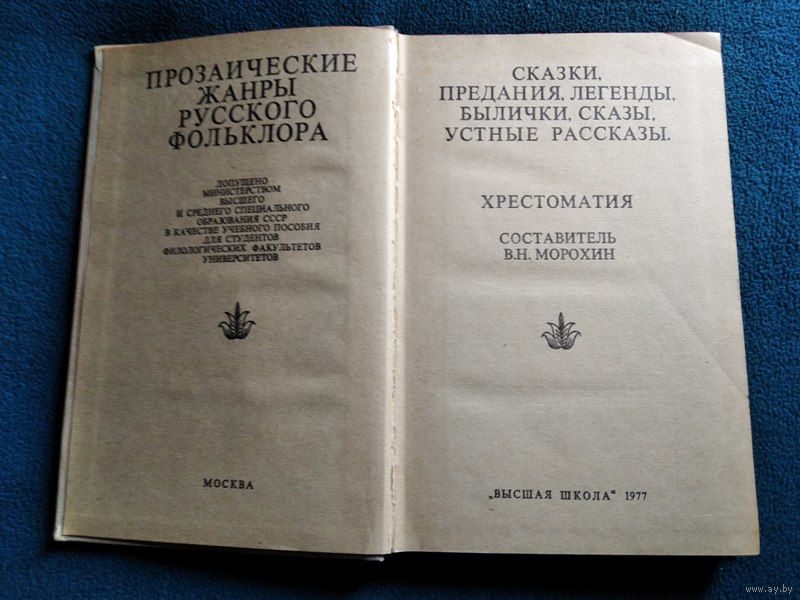 ПРОЗАИЧЕСКИЕ
ЖАНРЫ
РУССКОГО
ФОЛЬКЛОРА
ДОПУЩЕНО
МИНИСТЕРСТВОМ
ВЫСШЕГО
И СРЕДНЕГО СПЕЦИАЛЬНОГО
ОБРАЗОВАНИЯ СССР
В КАЧЕСТВЕ УЧЕБНОГО ПОСОБИЯ
ДЛЯ СТУДЕНТОВ
ФИЛОЛОГИЧЕСКИХ ФАКУЛЬТЕТОВ
УНИВЕРСИТЕТОВ
МОСКВА
СКАЗКИ,
ПРЕДАНИЯ, ЛЕГЕНДЫ,
БЫЛИЧКИ, СКАЗЫ,
УСТНЫЕ РАССКАЗЫ.
ХРЕСТОМАТИЯ
СОСТАВИТЕЛЬ
В.Н. МОРОХИН
„ВЫСШАЯ ШКОЛА“ 1977
www.ay.by